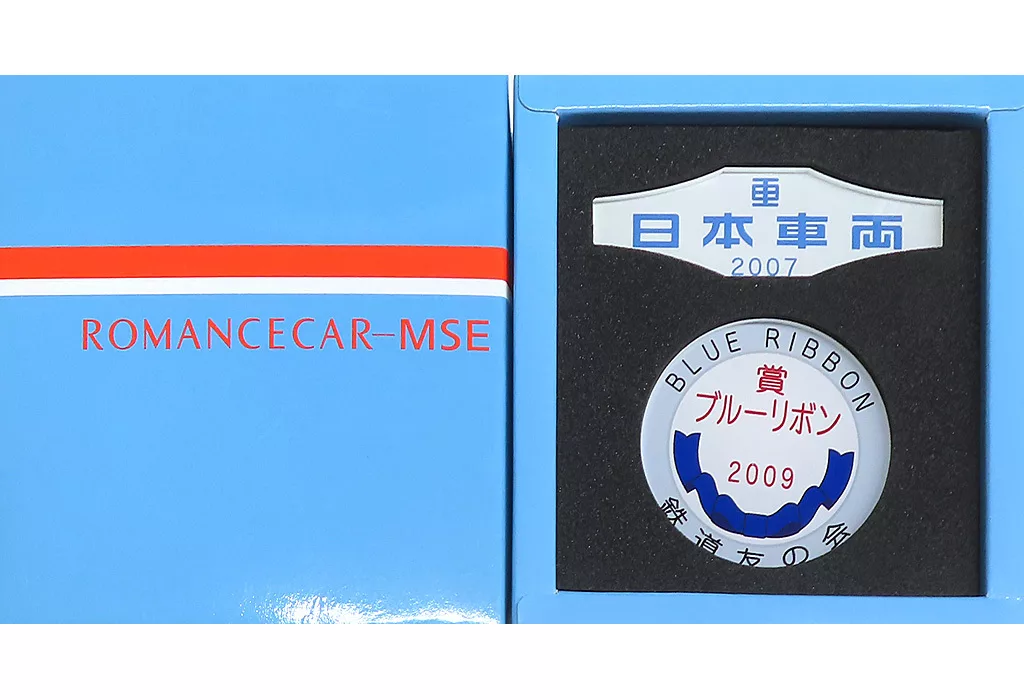 ROMANCECAR-MSE
車
日本車両
2007
BLUE RIBBON
賞
ブルーリボン
2009
鉄道友の会